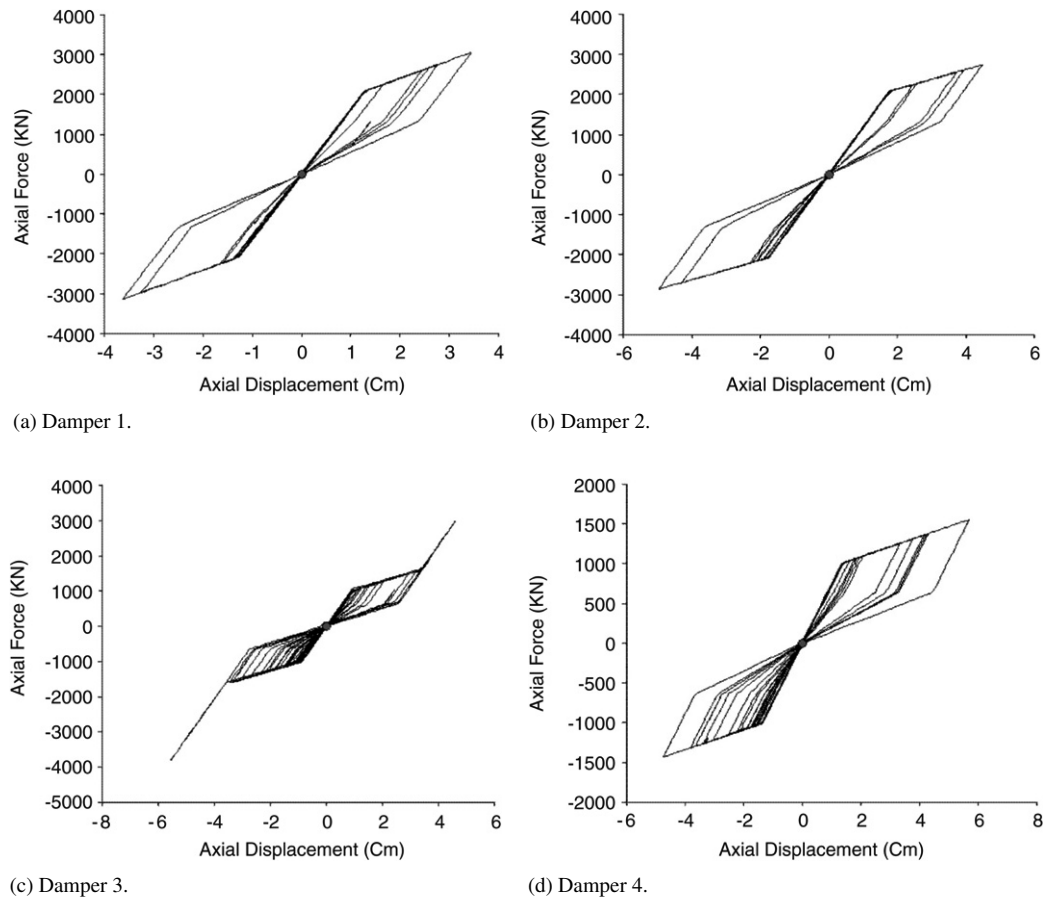 4000
3000
2000
1000
0
-1000
-2000
-3000
-4000
Axial Force (KN)
-4 -3 -2 -1 0 1 2 3 4
Axial Displacement (Cm)
(a) Damper 1.
4000
3000
2000
1000
0
-1000
-2000
-3000
-4000
Axial Force (KN)
-6 -4 -2 0 2 4 6
Axial Displacement (Cm)
(b) Damper 2.
4000
3000
2000
1000
0
-1000
-2000
-3000
-4000
-5000
Axial Force (KN)
-8 -6 -4 -2 0 2 4 6
Axial Displacement (Cm)
(c) Damper 3.
2000
1500
1000
500
0
-500
-1000
-1500
-2000
Axial Force (KN)
-6 -4 -2 0 2 4 6 8
Axial Displacement (Cm)
(d) Damper 4.